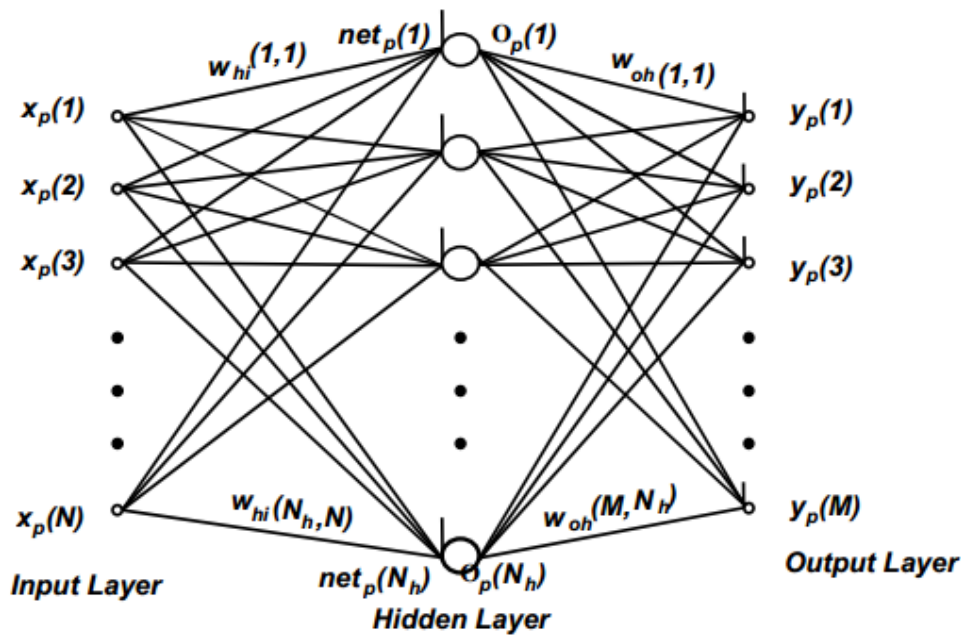 net_p(1) O_p(1)
w_hi(1,1) w_oh(1,1)
x_p(1) y_p(1)
x_p(2) y_p(2)
x_p(3) y_p(3)
x_p(N) w_hi(N_h,N) w_oh(M,N_h) y_p(M)
net_p(N_h) O_p(N_h)
Input Layer Hidden Layer Output Layer